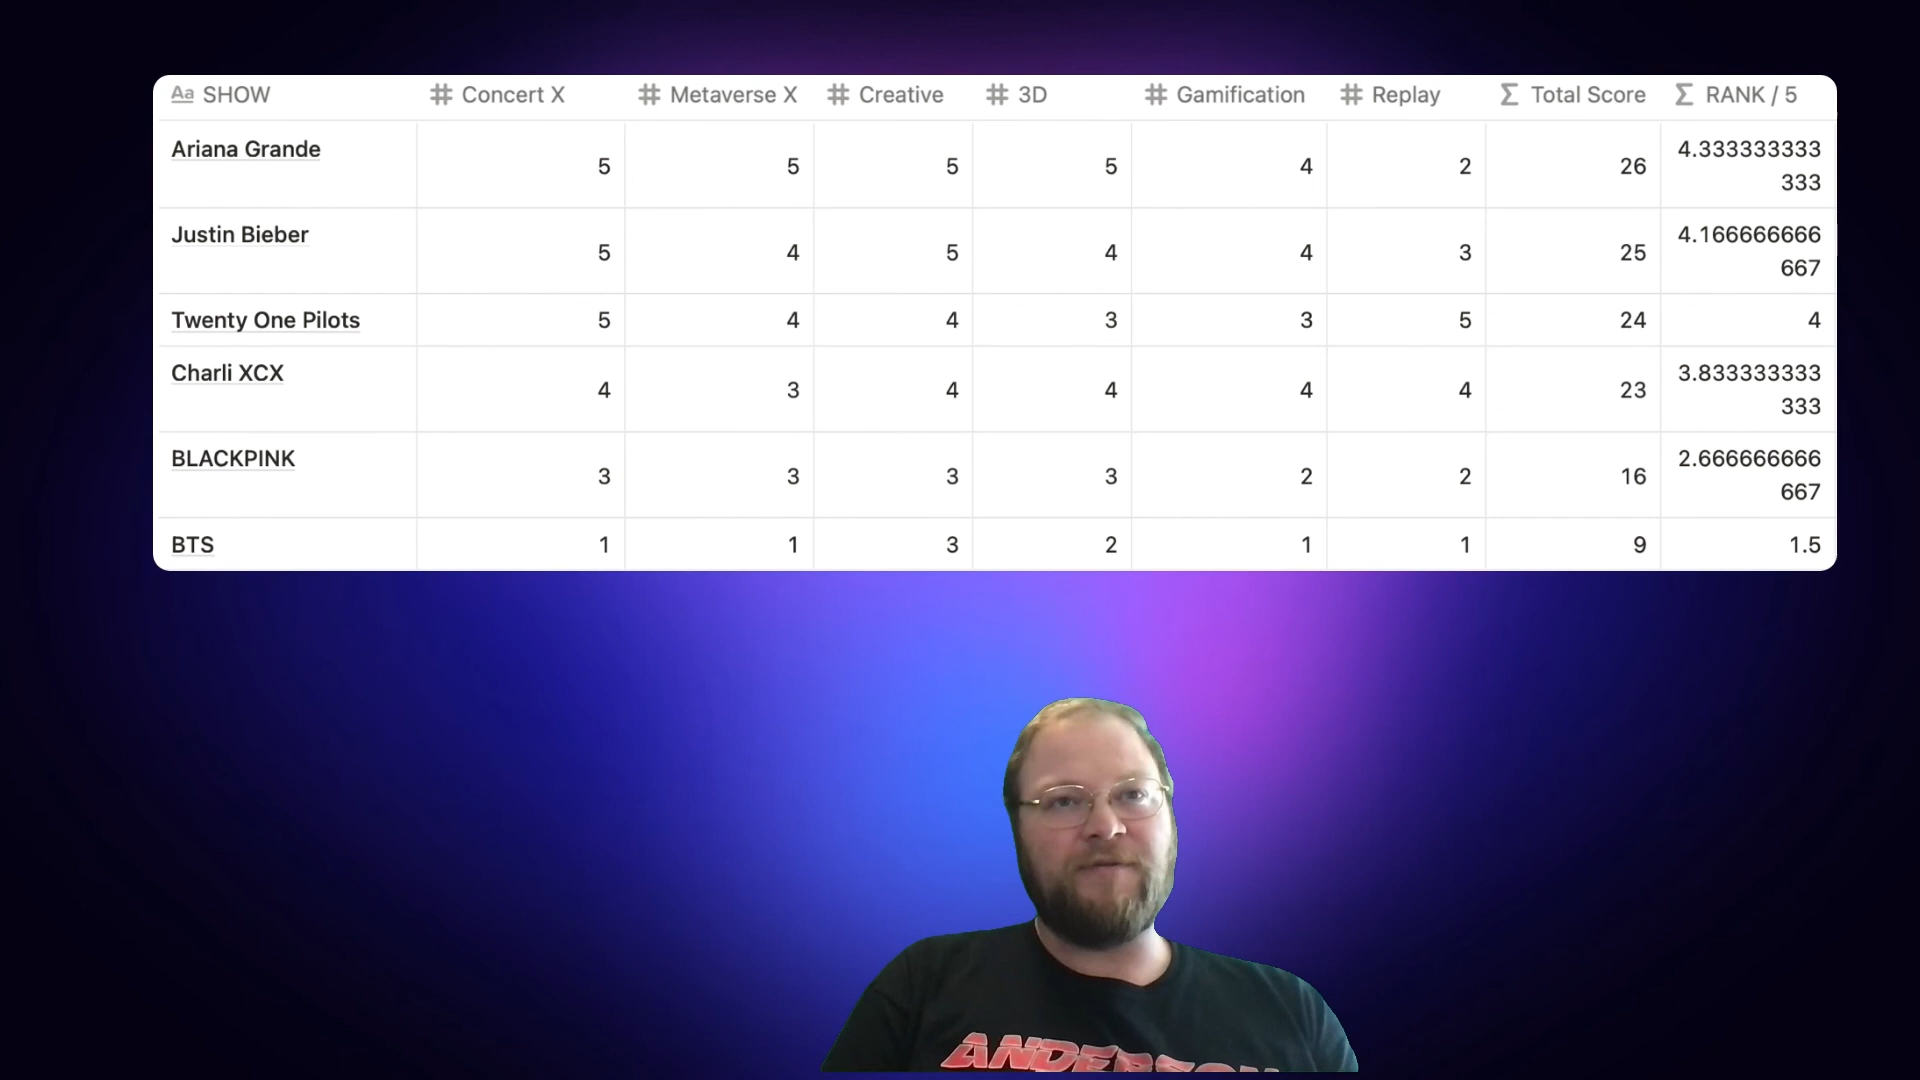 Aa SHOW # Concert X # Metaverse X # Creative # 3D # Gamification # Replay Σ Total Score Σ RANK / 5
Ariana Grande 5 5 5 5 4 2 26 4.333333333
333
Justin Bieber 5 4 5 4 4 3 25 4.166666666
667
Twenty One Pilots 5 4 4 3 3 5 24 4
Charli XCX 4 3 4 4 4 4 23 3.833333333
333
BLACKPINK 3 3 3 3 2 2 16 2.666666666
667
BTS 1 1 3 2 1 1 9 1.5
ANDERSON